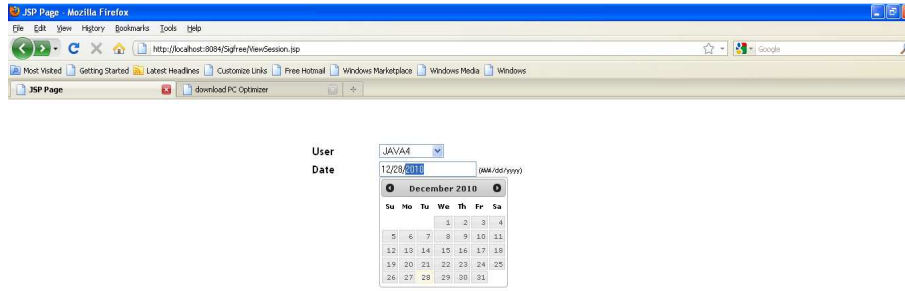 JSP Page - Mozilla Firefox
File Edit View History Bookmarks Tools Help
http://localhost:8084/Sigfree/ViewSession.jsp
Google
Most Visited Getting Started Latest Headlines Customize Links Free Hotmail Windows Marketplace Windows Media Windows
JSP Page download PC Optimizer
User JAVA4
Date 12/28/2010 (MM/dd/yyyy)
December 2010
Su Mo Tu We Th Fr Sa
1 2 3 4
5 6 7 8 9 10 11
12 13 14 15 16 17 18
19 20 21 22 23 24 25
26 27 28 29 30 31